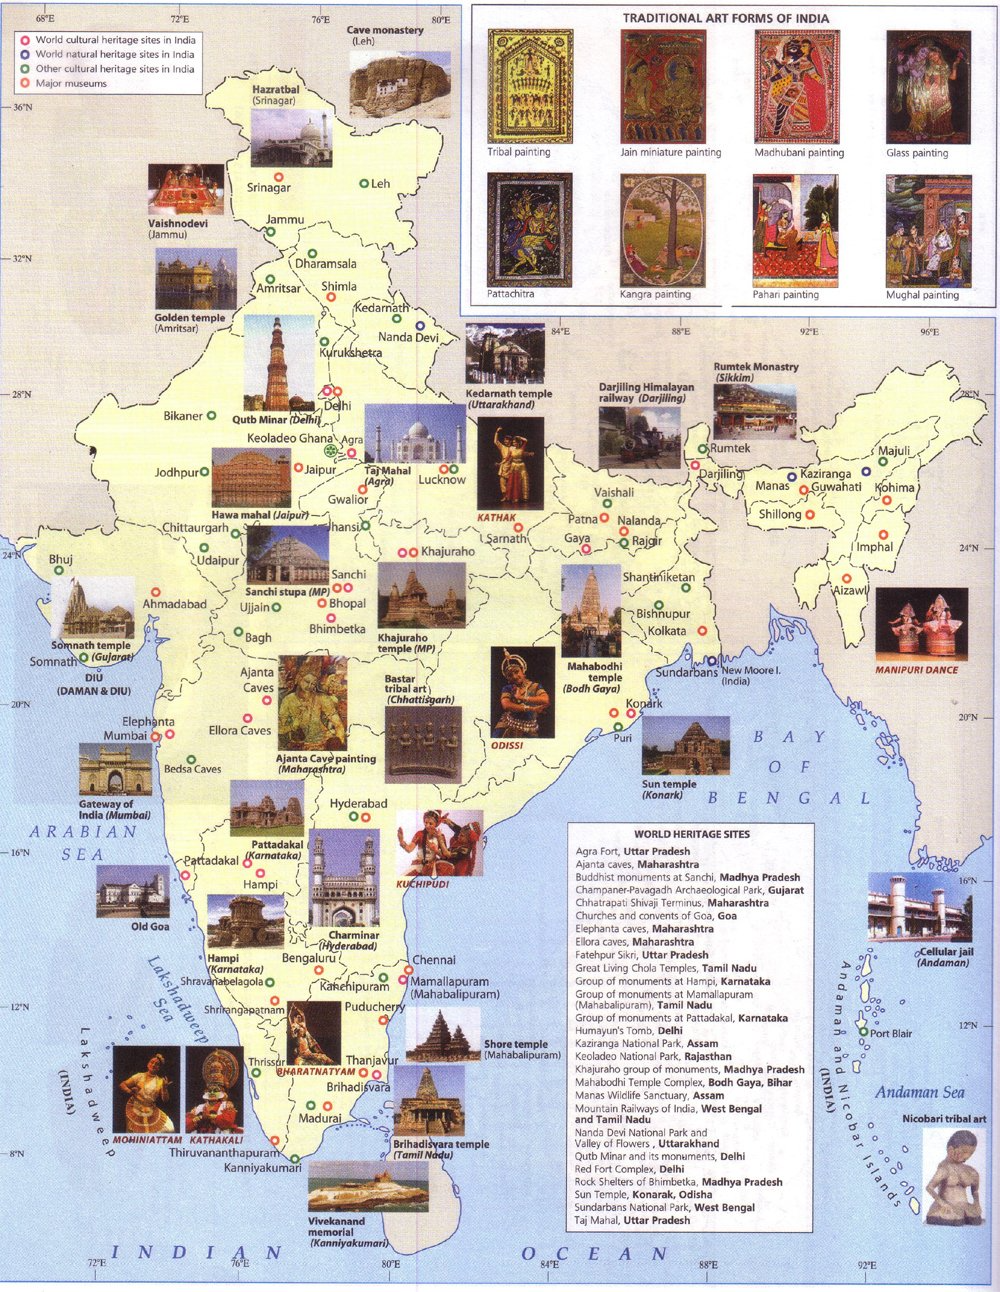 68°E
72°E
76°E
80°E
World cultural heritage sites in India
World natural heritage sites in India
Other cultural heritage sites in India
Major museums
TRADITIONAL ART FORMS OF INDIA
Tribal painting
Jain miniature painting
Madhubani painting
Glass painting
Pattachitra
Kangra painting
Pahari painting
Mughal painting
Cave monastery
(Leh)
36°N
Hazratbal
(Srinagar)
Srinagar
Leh
Vaishnodevi
(Jammu)
Jammu
32°N
Dharamsala
Amritsar
Shimla
Golden temple
(Amritsar)
Kedarnath
Nanda Devi
84°E
88°E
92°E
96°E
Kurukshetra
28°N
Delhi
Qutb Minar (Delhi)
Kedarnath temple
(Uttarakhand)
Darjiling Himalayan
railway (Darjiling)
Rumtek Monastry
(Sikkim)
28°N
Bikaner
Keoladeo Ghana
Agra
Taj Mahal
(Agra)
Lucknow
Jodhpur
Jaipur
Gwalior
Hawa mahal (Jaipur)
KATHAK
Rumtek
Darjiling
Majuli
Kaziranga
Manas
Guwahati
Kohima
Shillong
Imphal
Vaishali
Patna
Nalanda
Gaya
Rajgir
Sarnath
Chittaurgarh
Jhansi
Khajuraho
24°N
24°N
Bhuj
Udaipur
Sanchi
Sanchi stupa (MP)
Aizawl
Ahmadabad
Ujjain
Bhopal
Bhimbetka
Khajuraho
temple (MP)
Shantiniketan
Bishnupur
Kolkata
Somnath temple
(Gujarat)
Somnath
DIU
(DAMAN & DIU)
Bagh
Mahabodhi
temple
(Bodh Gaya)
Sundarbans
New Moore I.
(India)
MANIPURI DANCE
Ajanta
Caves
Bastar
tribal art
(Chhattisgarh)
20°N
20°N
Elephanta
Mumbai
Ellora Caves
Konark
Puri
ODISSI
Ajanta Cave painting
(Maharashtra)
Bedsa Caves
Sun temple
(Konark)
BAY
OF
BENGAL
Gateway of
India (Mumbai)
Hyderabad
ARABIAN
SEA
16°N
16°N
Pattadakal
(Karnataka)
Pattadakal
Hampi
KUCHIPUDI
Old Goa
Charminar
(Hyderabad)
Hampi
(Karnataka)
Bengaluru
Chennai
Mamallapuram
(Mahabalipuram)
Kanchipuram
Shravanabelagola
Shrirangapatnam
Lakshadweep
Sea
12°N
12°N
Puducherry
Shore temple
(Mahabalipuram)
BHARATNATYAM
Thanjavur
Brihadisvara
Thrissur
Lakshadweep
(INDIA)
MOHINIATTAM
KATHAKALI
Madurai
Brihadisvara temple
(Tamil Nadu)
Thiruvananthapuram
Kanniyakumari
8°N
8°N
Vivekanand
memorial
(Kanniyakumari)
WORLD HERITAGE SITES
Agra Fort, Uttar Pradesh
Ajanta caves, Maharashtra
Buddhist monuments at Sanchi, Madhya Pradesh
Champaner-Pavagadh Archaeological Park, Gujarat
Chhatrapati Shivaji Terminus, Maharashtra
Churches and convents of Goa, Goa
Elephanta caves, Maharashtra
Ellora caves, Maharashtra
Fatehpur Sikri, Uttar Pradesh
Great Living Chola Temples, Tamil Nadu
Group of monuments at Hampi, Karnataka
Group of monuments at Mamallapuram
(Mahabalipuram), Tamil Nadu
Group of monuments at Pattadakal, Karnataka
Humayun's Tomb, Delhi
Kaziranga National Park, Assam
Keoladeo National Park, Rajasthan
Khajuraho group of monuments, Madhya Pradesh
Mahabodhi Temple Complex, Bodh Gaya, Bihar
Manas Wildlife Sanctuary, Assam
Mountain Railways of India, West Bengal
and Tamil Nadu
Nanda Devi National Park and
Valley of Flowers , Uttarakhand
Qutb Minar and its monuments, Delhi
Red Fort Complex, Delhi
Rock Shelters of Bhimbetka, Madhya Pradesh
Sun Temple, Konarak, Odisha
Sundarbans National Park, West Bengal
Taj Mahal, Uttar Pradesh
Cellular jail
(Andaman)
Port Blair
Andaman and Nicobar Islands
(INDIA)
Andaman Sea
Nicobari tribal art
INDIAN
OCEAN
72°E
76°E
80°E
84°E
88°E
92°E